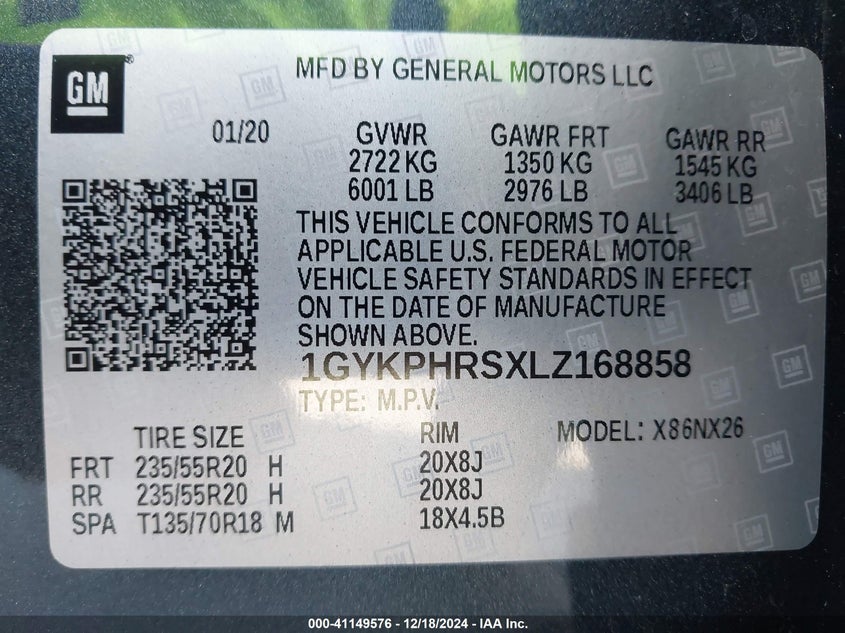 GM
MFD BY GENERAL MOTORS LLC
01/20 GVWR GAWR FRT GAWR RR
2722 KG 1350 KG 1545 KG
6001 LB 2976 LB 3406 LB
THIS VEHICLE CONFORMS TO ALL
APPLICABLE U.S. FEDERAL MOTOR
VEHICLE SAFETY STANDARDS IN EFFECT
ON THE DATE OF MANUFACTURE
SHOWN ABOVE.
1GYKPHRSXLZ168858
TYPE: M.P.V.
TIRE SIZE RIM MODEL: X86NX26
FRT 235/55R20 H 20X8J
RR 235/55R20 H 20X8J
SPA T135/70R18 M 18X4.5B
000-41149576 - 12/18/2024 - IAA Inc.